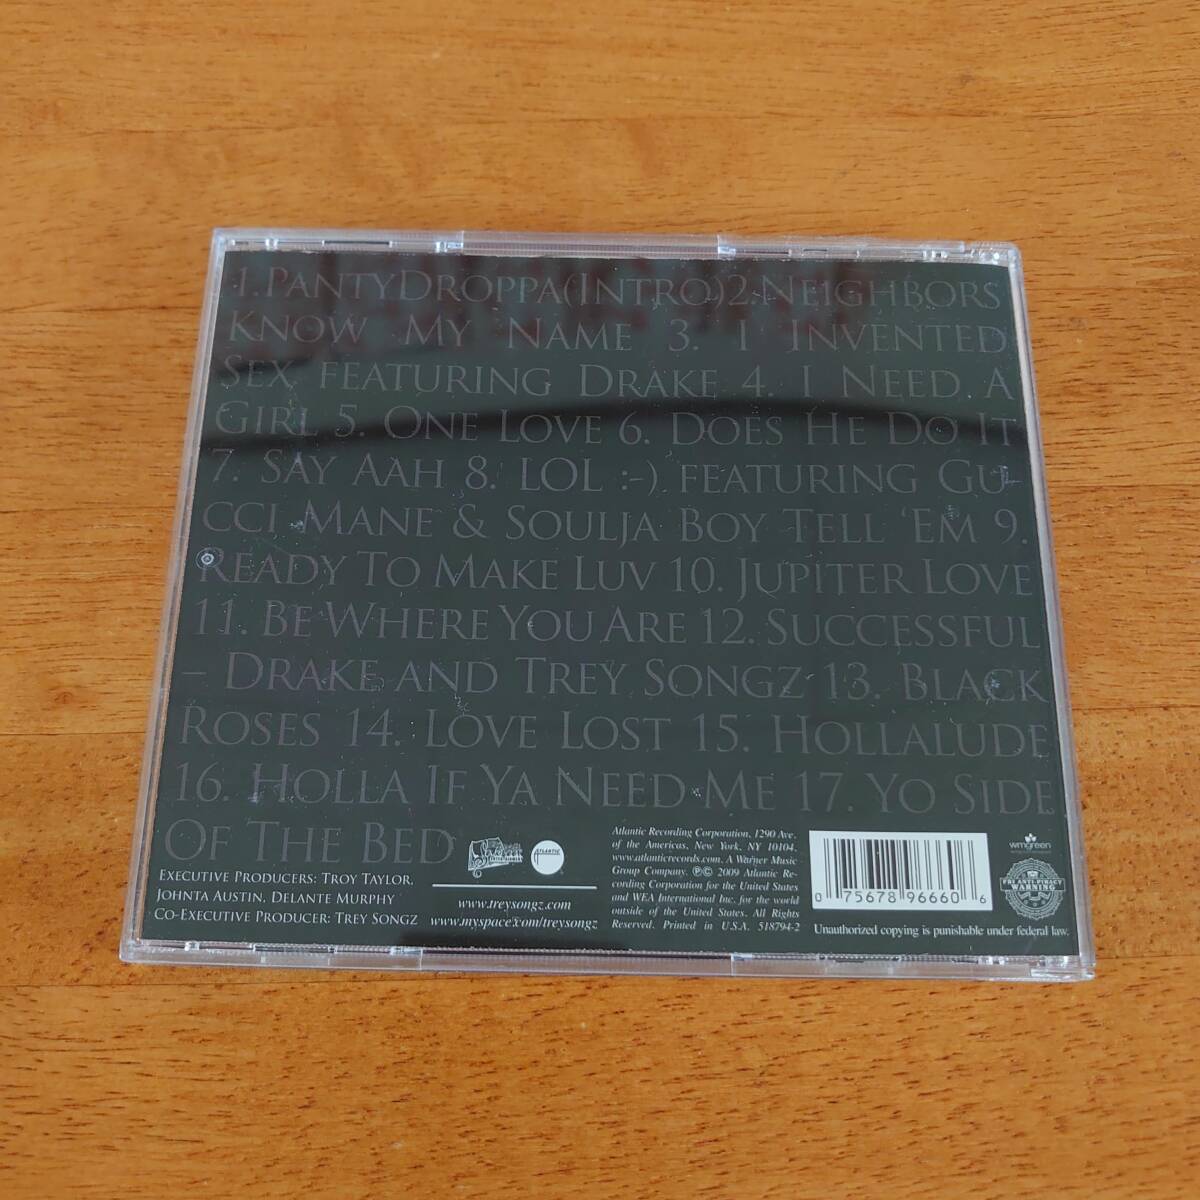 1. PantyDroppa (Intro) 2. Neighbors
Know My Name 3. I Invented
Sex featuring Drake 4. I Need A
Girl 5. One Love 6. Does He Do It
7. Say Aah 8. LOL :-) featuring Gu-
cci Mane & Soulja Boy Tell 'Em 9.
Ready To Make Luv 10. Jupiter Love
11. Be Where You Are 12. Successful
– Drake and Trey Songz 13. Black
Roses 14. Love Lost 15. Hollalude
16. Holla If Ya Need Me 17. Yo Side
Of The Bed
Executive Producers: Troy Taylor,
Johnta Austin, Delante Murphy
Co-Executive Producer: Trey Songz
ATLANTIC
www.treysongz.com
www.myspace.com/treysongz
Atlantic Recording Corporation, 1290 Ave.
of the Americas, New York, NY 10104.
www.atlanticrecords.com. A Warner Music
Group Company. ℗© 2009 Atlantic Re-
cording Corporation for the United States
and WEA International Inc. for the world
outside of the United States. All Rights
Reserved. Printed in U.S.A. 518794-2
0 75678 96660 6
wmgreen
FBI ANTI-PIRACY
WARNING
Unauthorized copying is punishable under federal law.